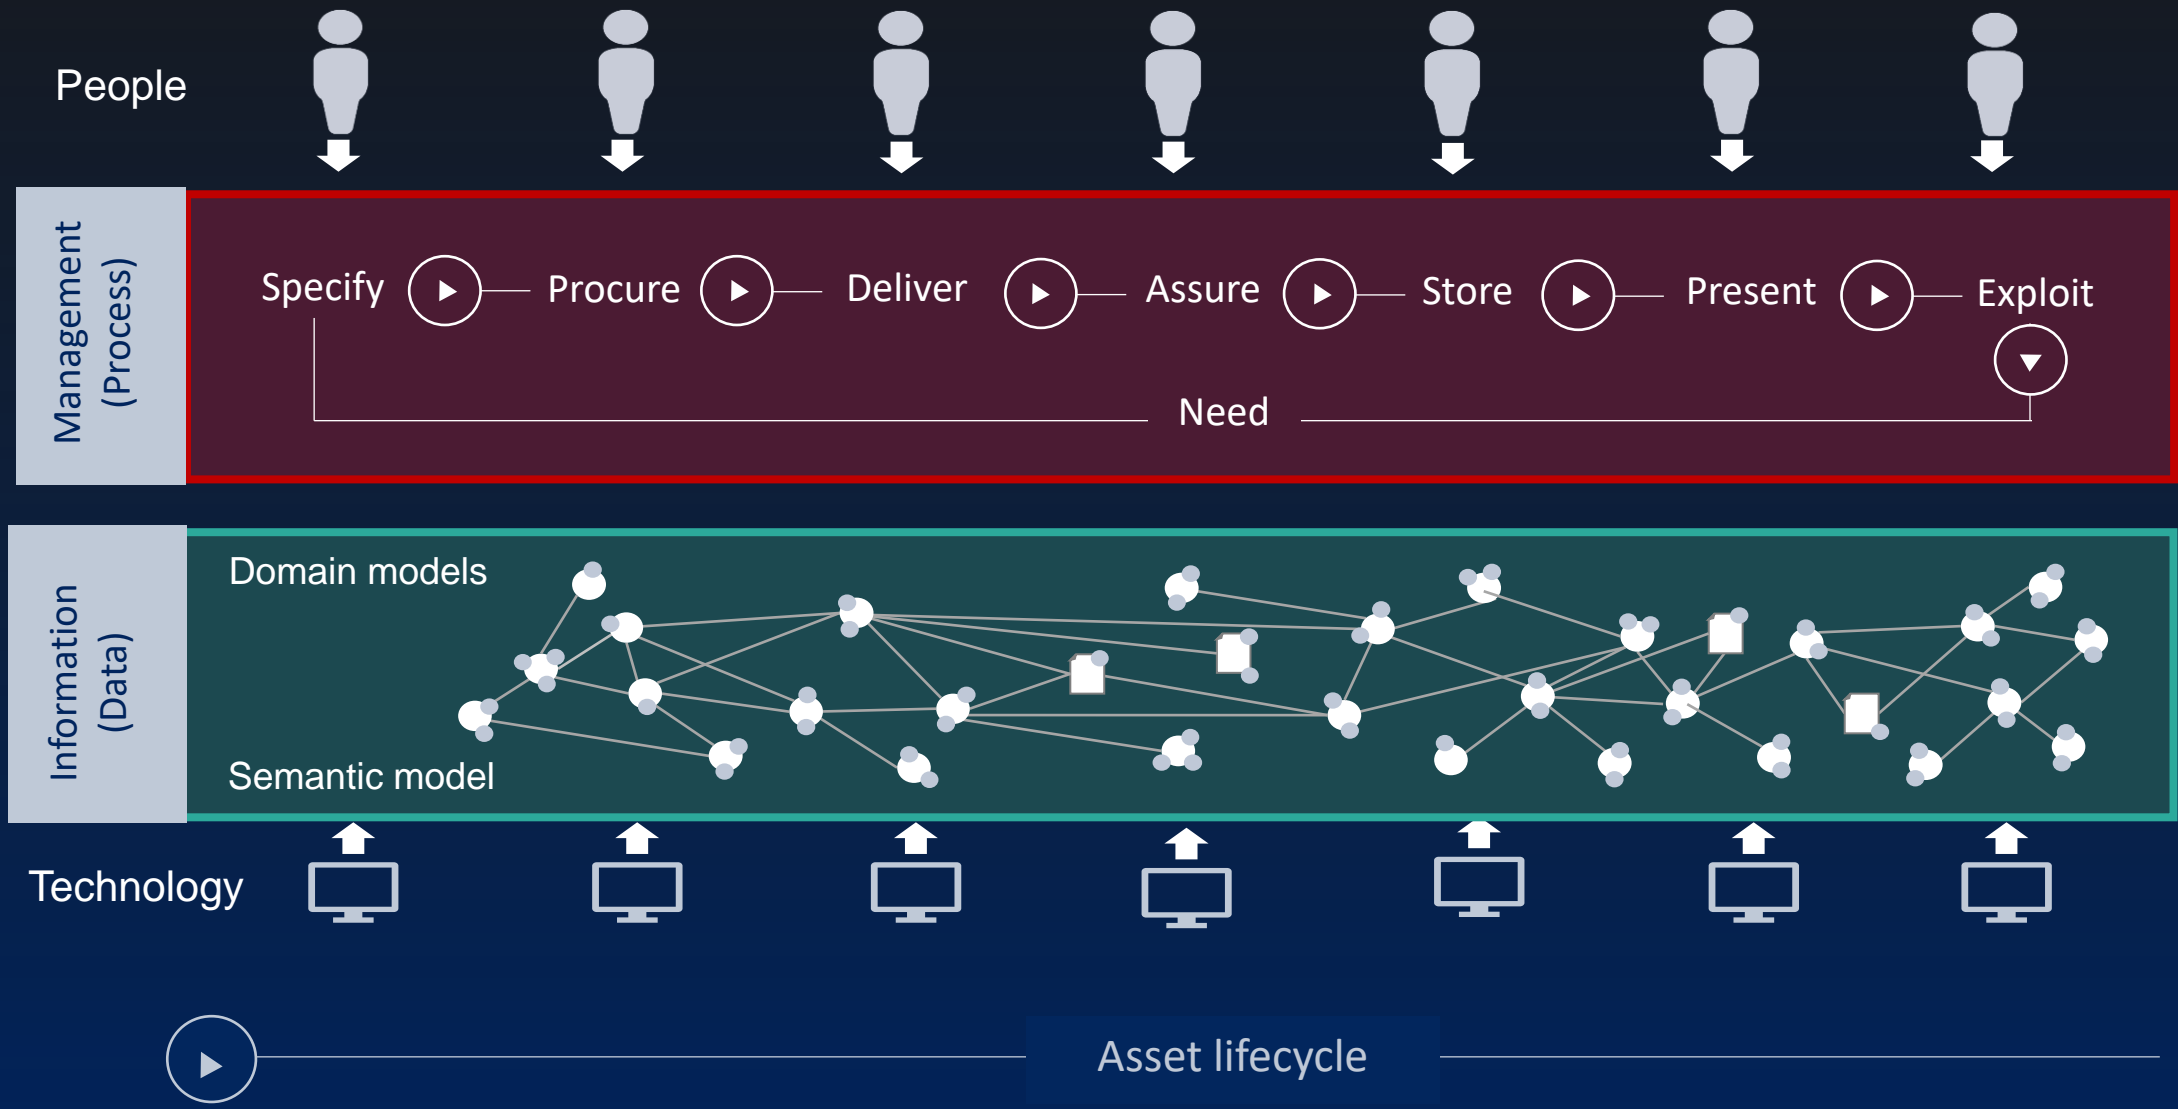 People
Management
(Process)
Specify
Procure
Deliver
Assure
Store
Present
Exploit
Need
Information
(Data)
Domain models
Semantic model
Technology
Asset lifecycle